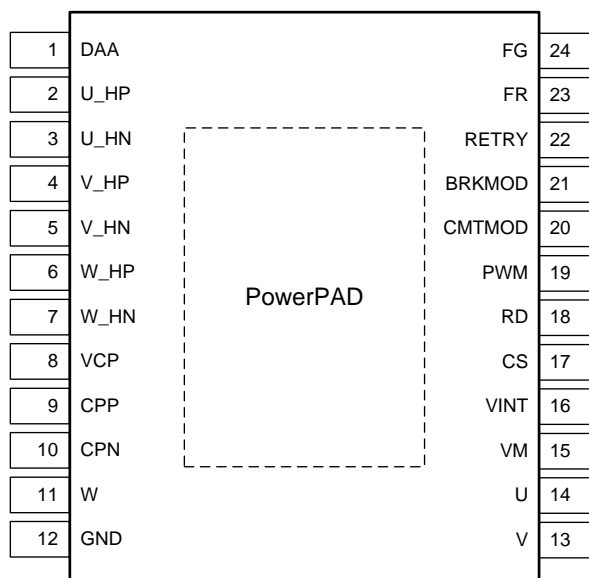 1 DAA FG 24
2 U_HP FR 23
3 U_HN RETRY 22
4 V_HP BRKMOD 21
5 V_HN CMTMOD 20
6 W_HP PWM 19
PowerPAD
7 W_HN RD 18
8 VCP CS 17
9 CPP VINT 16
10 CPN VM 15
11 W U 14
12 GND V 13